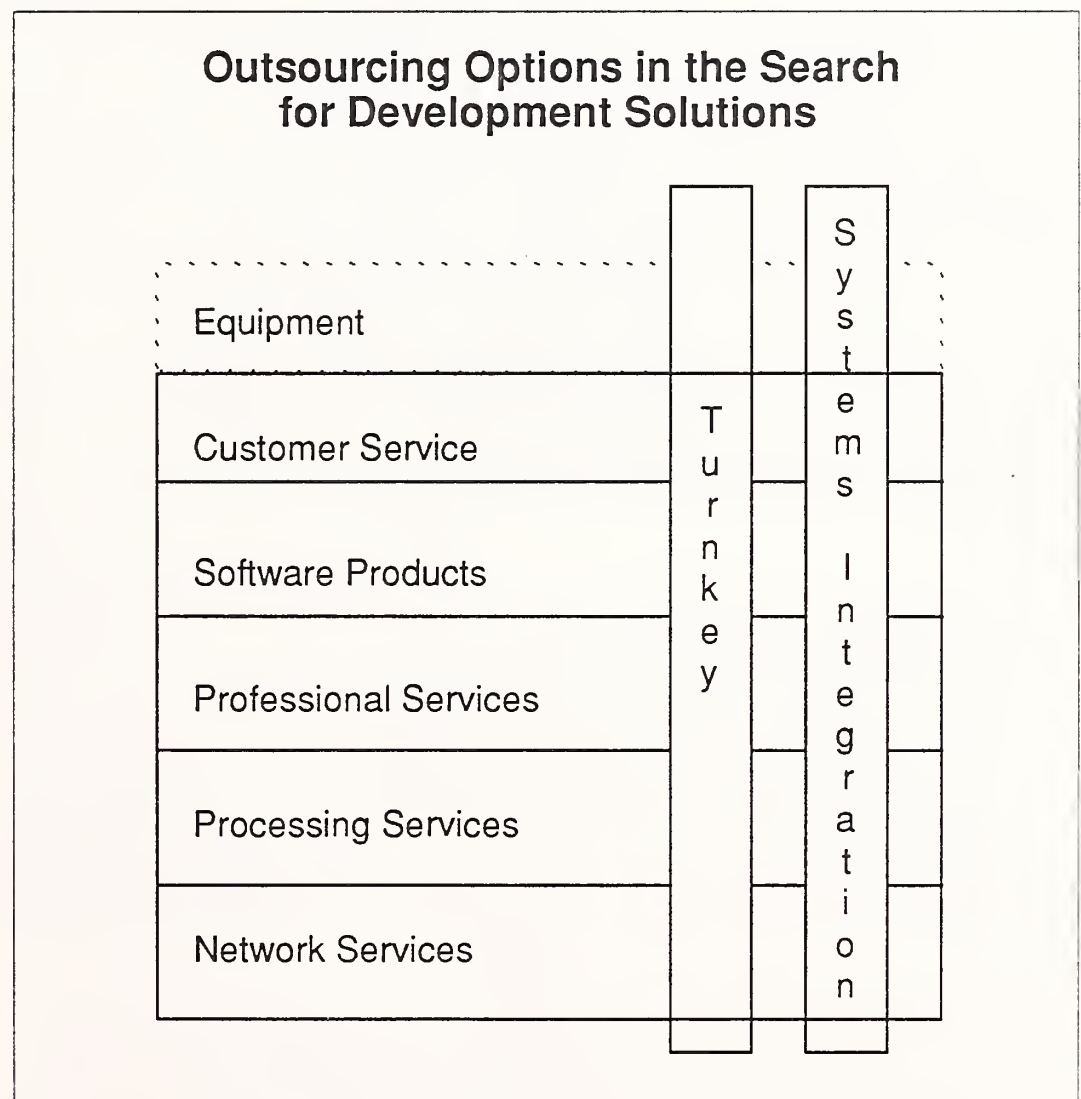 Outsourcing Options in the Search
for Development Solutions
Equipment
Customer Service
Software Products
Professional Services
Processing Services
Network Services
Turnkey
Systems Integration